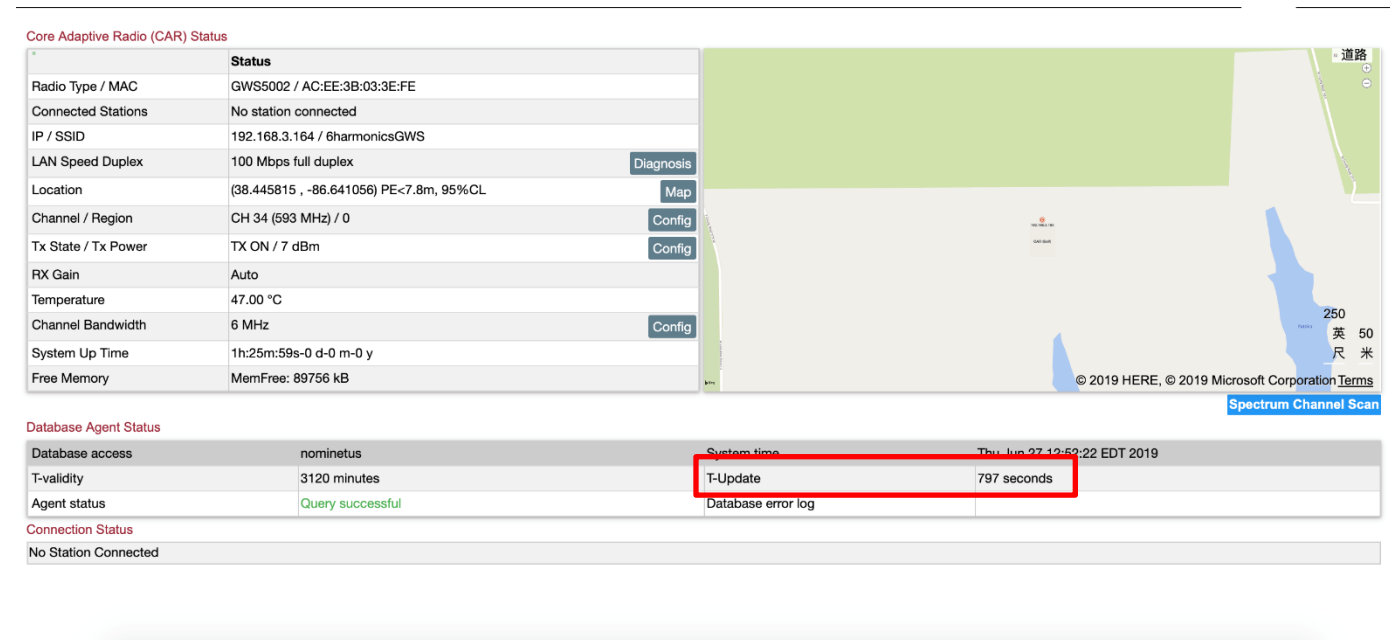 Core Adaptive Radio (CAR) Status
Status
Radio Type / MAC GWS5002 / AC:EE:3B:03:3E:FE
Connected Stations No station connected
IP / SSID 192.168.3.164 / 6harmonicsGWS
LAN Speed Duplex 100 Mbps full duplex Diagnosis
Location (38.445815 , -86.641056) PE<7.8m, 95%CL Map
Channel / Region CH 34 (593 MHz) / 0 Config
Tx State / Tx Power TX ON / 7 dBm Config
RX Gain Auto
Temperature 47.00 °C
Channel Bandwidth 6 MHz Config
System Up Time 1h:25m:59s-0 d-0 m-0 y
Free Memory MemFree: 89756 kB
道路
250
英 50
尺 米
© 2019 HERE, © 2019 Microsoft Corporation Terms
Spectrum Channel Scan
Database Agent Status
Database access nominetus System time Thu Jun 27 12:52:22 EDT 2019
T-validity 3120 minutes T-Update 797 seconds
Agent status Query successful Database error log
Connection Status
No Station Connected